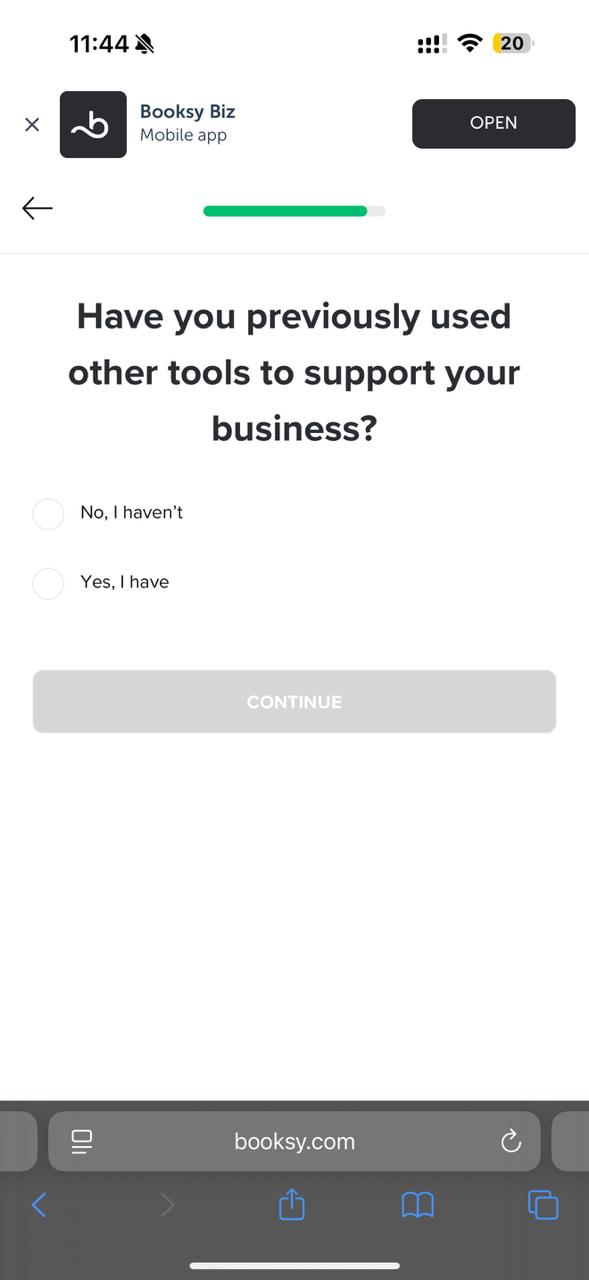 11:44
20
Booksy Biz
Mobile app
OPEN
Have you previously used
other tools to support your
business?
No, I haven’t
Yes, I have
CONTINUE
booksy.com